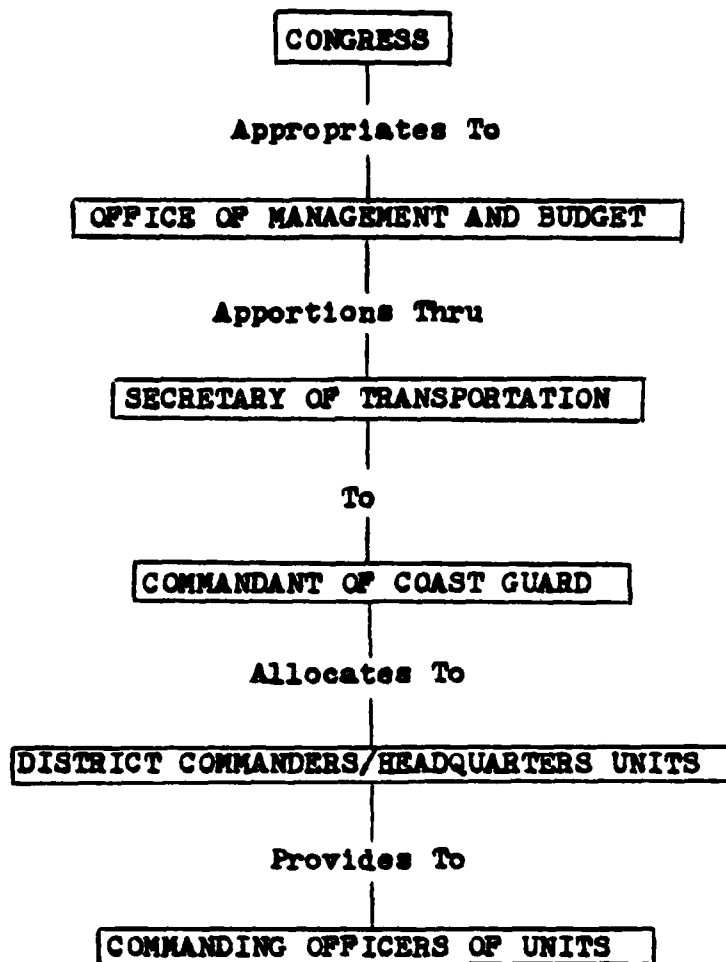 CONGRESS
Appropriates To
OFFICE OF MANAGEMENT AND BUDGET
Apportions Thru
SECRETARY OF TRANSPORTATION
To
COMMANDANT OF COAST GUARD
Allocates To
DISTRICT COMMANDERS/HEADQUARTERS UNITS
Provides To
COMMANDING OFFICERS OF UNITS